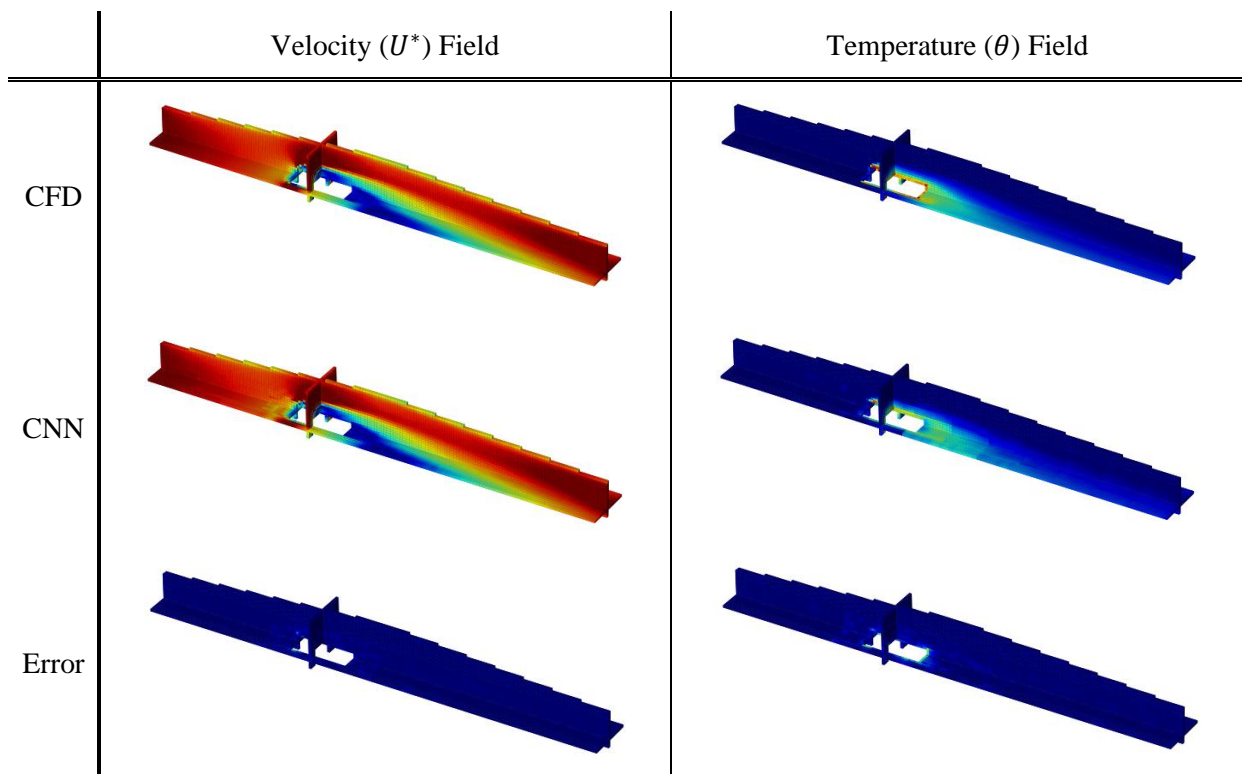 Velocity (𝑈*) Field
Temperature (𝜃) Field
CFD
CNN
Error